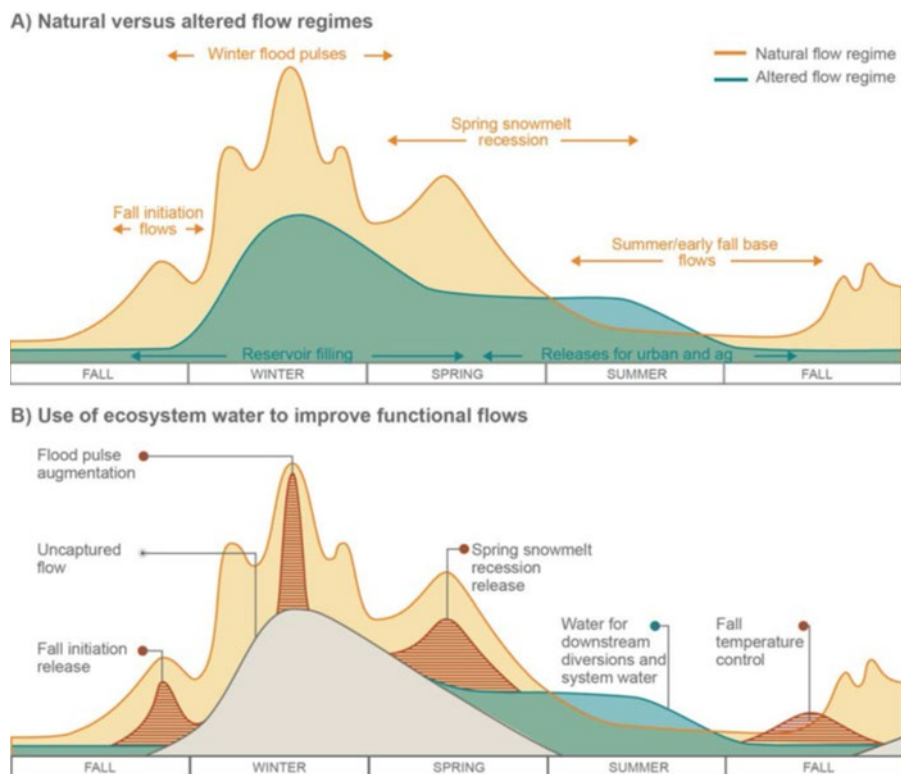 A) Natural versus altered flow regimes
Winter flood pulses
Natural flow regime
Altered flow regime
Spring snowmelt
recession
Fall initiation
flows
Summer/early fall base
flows
Reservoir filling
Releases for urban and ag
FALL
WINTER
SPRING
SUMMER
FALL
B) Use of ecosystem water to improve functional flows
Flood pulse
augmentation
Uncaptured
flow
Spring snowmelt
recession
release
Fall initiation
release
Water for
downstream
diversions and
system water
Fall
temperature
control
FALL
WINTER
SPRING
SUMMER
FALL